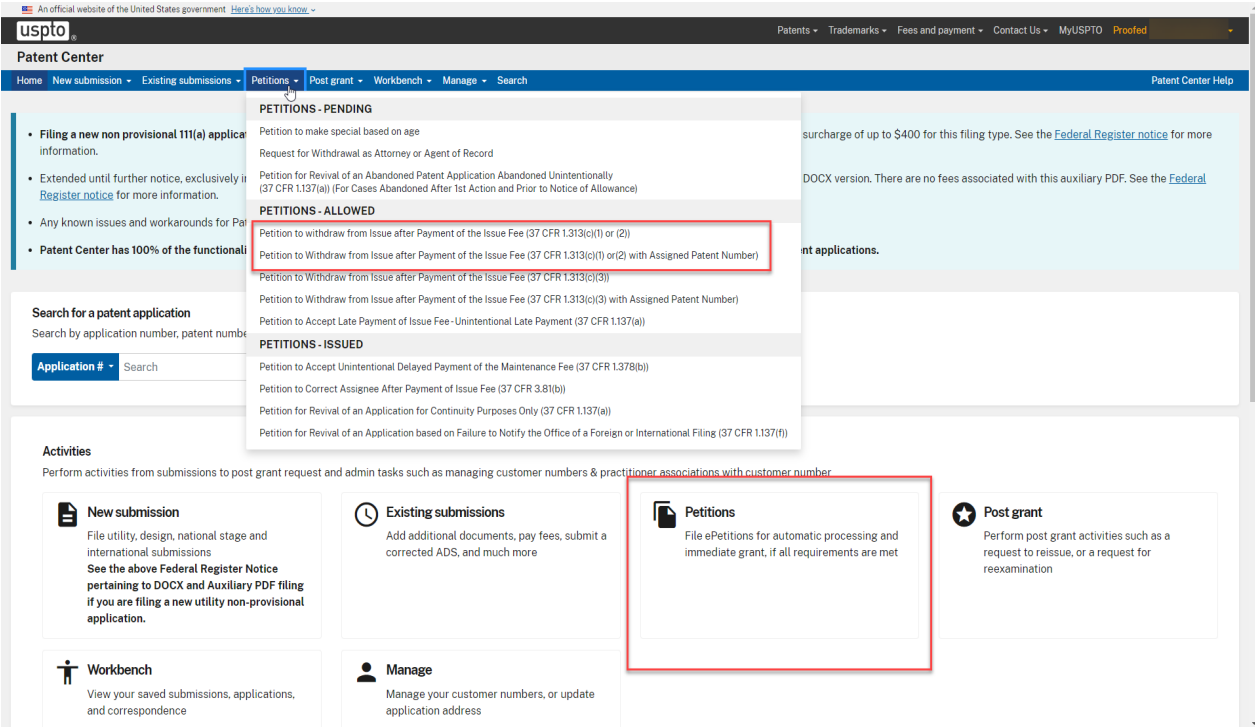 An official website of the United States government Here's how you know
uspto ®
Patents Trademarks Fees and payment Contact Us MyUSPTO Proofed
Patent Center
Home New submission Existing submissions Petitions Post grant Workbench Manage Search Patent Center Help
PETITIONS - PENDING
Petition to make special based on age
Request for Withdrawal as Attorney or Agent of Record
Petition for Revival of an Abandoned Patent Application Abandoned Unintentionally
(37 CFR 1.137(a)) (For Cases Abandoned After 1st Action and Prior to Notice of Allowance)
PETITIONS - ALLOWED
Petition to withdraw from Issue after Payment of the Issue Fee (37 CFR 1.313(c)(1) or (2))
Petition to Withdraw from Issue after Payment of the Issue Fee (37 CFR 1.313(c)(1) or(2) with Assigned Patent Number)
Petition to Withdraw from Issue after Payment of the Issue Fee (37 CFR 1.313(c)(3))
Petition to Withdraw from Issue after Payment of the Issue Fee (37 CFR 1.313(c)(3) with Assigned Patent Number)
Petition to Accept Late Payment of Issue Fee - Unintentional Late Payment (37 CFR 1.137(a))
PETITIONS - ISSUED
Petition to Accept Unintentional Delayed Payment of the Maintenance Fee (37 CFR 1.378(b))
Petition to Correct Assignee After Payment of Issue Fee (37 CFR 3.81(b))
Petition for Revival of an Application for Continuity Purposes Only (37 CFR 1.137(a))
Petition for Revival of an Application based on Failure to Notify the Office of a Foreign or International Filing (37 CFR 1.137(f))
• Filing a new non provisional 111(a) applica surcharge of up to $400 for this filing type. See the Federal Register notice for more
information.
• Extended until further notice, exclusively i DOCX version. There are no fees associated with this auxiliary PDF. See the Federal
Register notice for more information.
• Any known issues and workarounds for Pa
• Patent Center has 100% of the functionali nt applications.
Search for a patent application
Search by application number, patent numbe
Application # Search
Activities
Perform activities from submissions to post grant request and admin tasks such as managing customer numbers & practitioner associations with customer number
New submission
File utility, design, national stage and
international submissions
See the above Federal Register Notice
pertaining to DOCX and Auxiliary PDF filing
if you are filing a new utility non-provisional
application.
Existing submissions
Add additional documents, pay fees, submit a
corrected ADS, and much more
Petitions
File ePetitions for automatic processing and
immediate grant, if all requirements are met
Post grant
Perform post grant activities such as a
request to reissue, or a request for
reexamination
Workbench
View your saved submissions, applications,
and correspondence
Manage
Manage your customer numbers, or update
application address